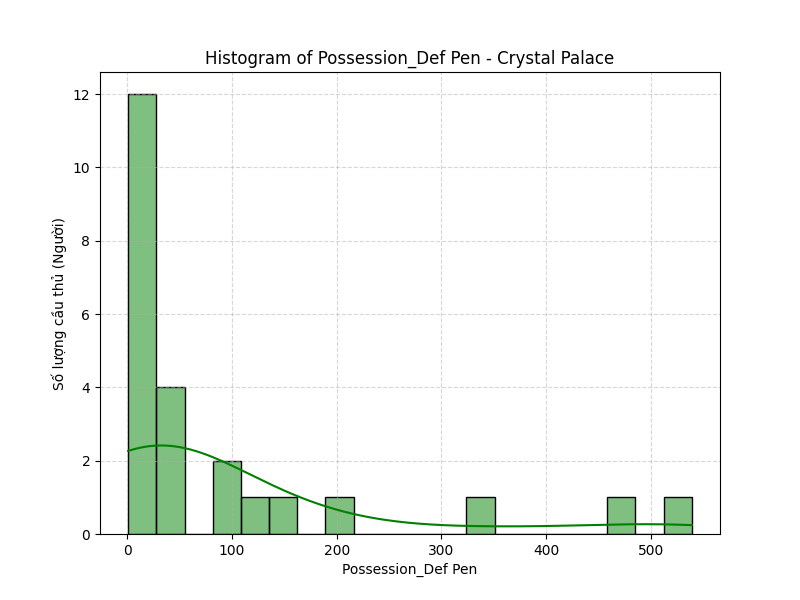 Histogram of Possession_Def Pen - Crystal Palace
Số lượng cầu thủ (Người)
12
10
8
6
4
2
0
0 100 200 300 400 500
Possession_Def Pen